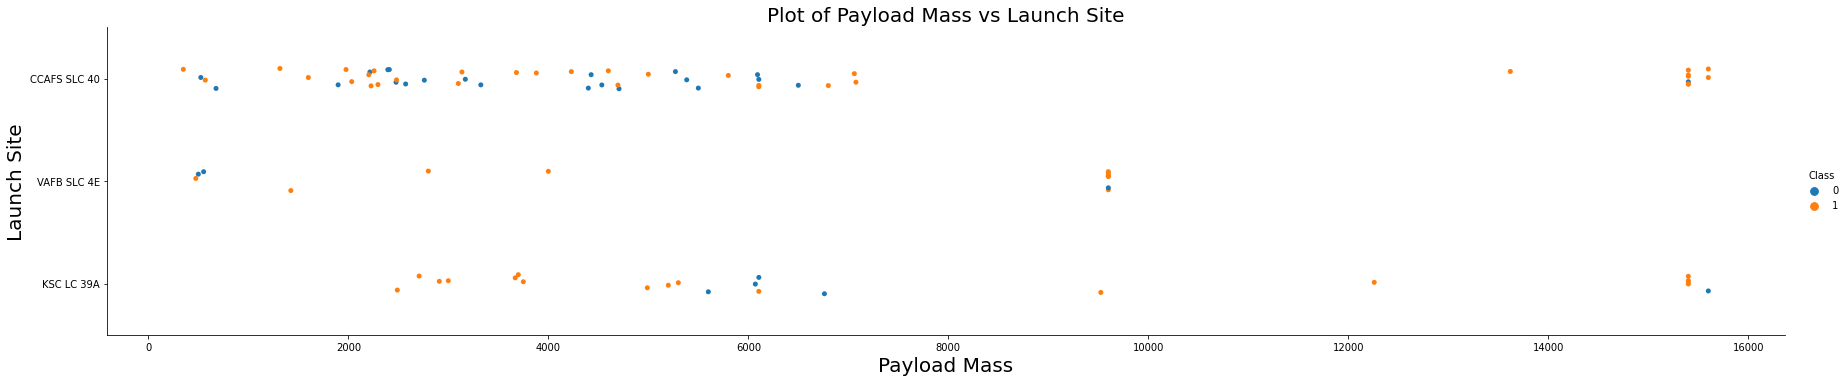 Plot of Payload Mass vs Launch Site
Launch Site
CCAFS SLC 40
VAFB SLC 4E
KSC LC 39A
0 2000 4000 6000 8000 10000 12000 14000 16000
Payload Mass
Class
0
1